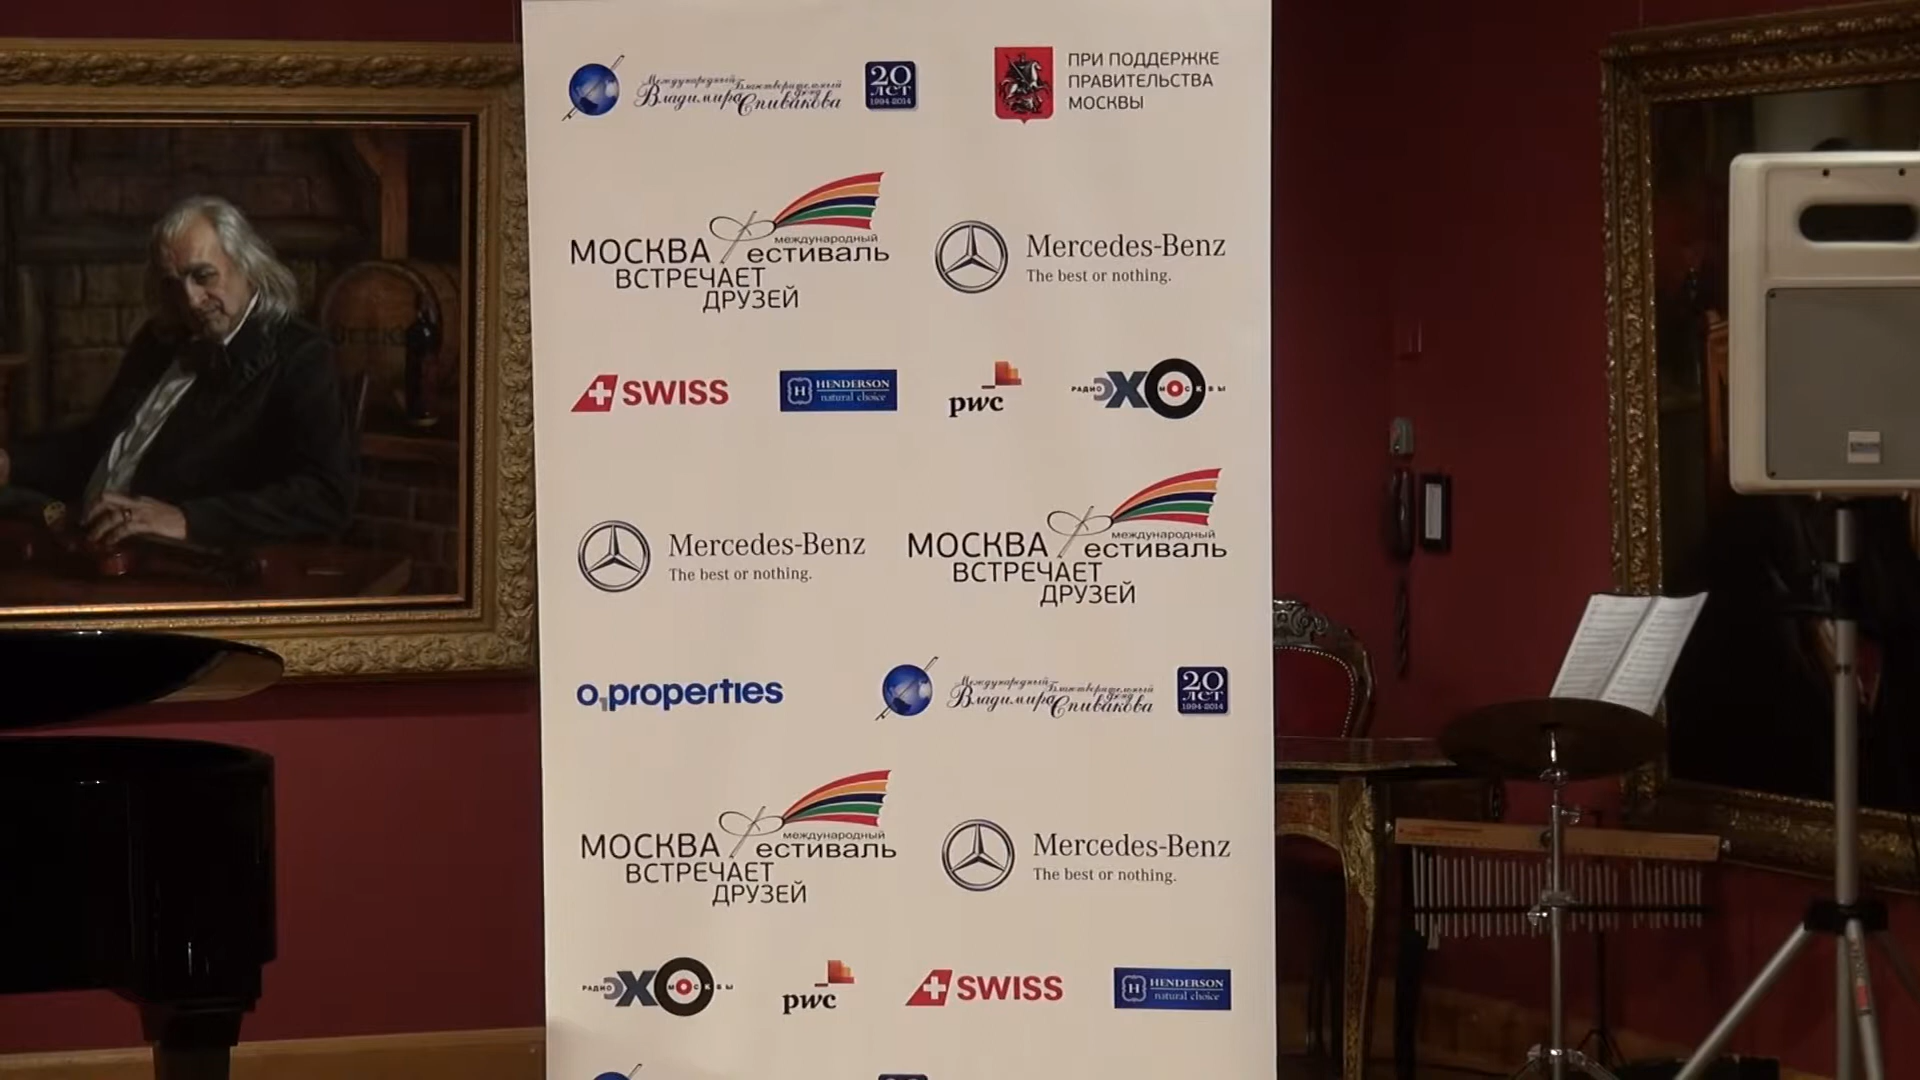 Международный Благотворительный
фонд
Владимира Спивакова
20
ЛЕТ
1994-2014
ПРИ ПОДДЕРЖКЕ
ПРАВИТЕЛЬСТВА
МОСКВЫ
международный
МОСКВА Фестиваль
ВСТРЕЧАЕТ
ДРУЗЕЙ
Mercedes-Benz
The best or nothing.
SWISS
H HENDERSON
natural choice
pwc
РАДИО ЭХО МОСКВЫ
Mercedes-Benz
The best or nothing.
международный
МОСКВА Фестиваль
ВСТРЕЧАЕТ
ДРУЗЕЙ
O1properties
Международный Благотворительный
фонд
Владимира Спивакова
20
ЛЕТ
1994-2014
международный
МОСКВА Фестиваль
ВСТРЕЧАЕТ
ДРУЗЕЙ
Mercedes-Benz
The best or nothing.
РАДИО ЭХО МОСКВЫ
pwc
SWISS
H HENDERSON
natural choice